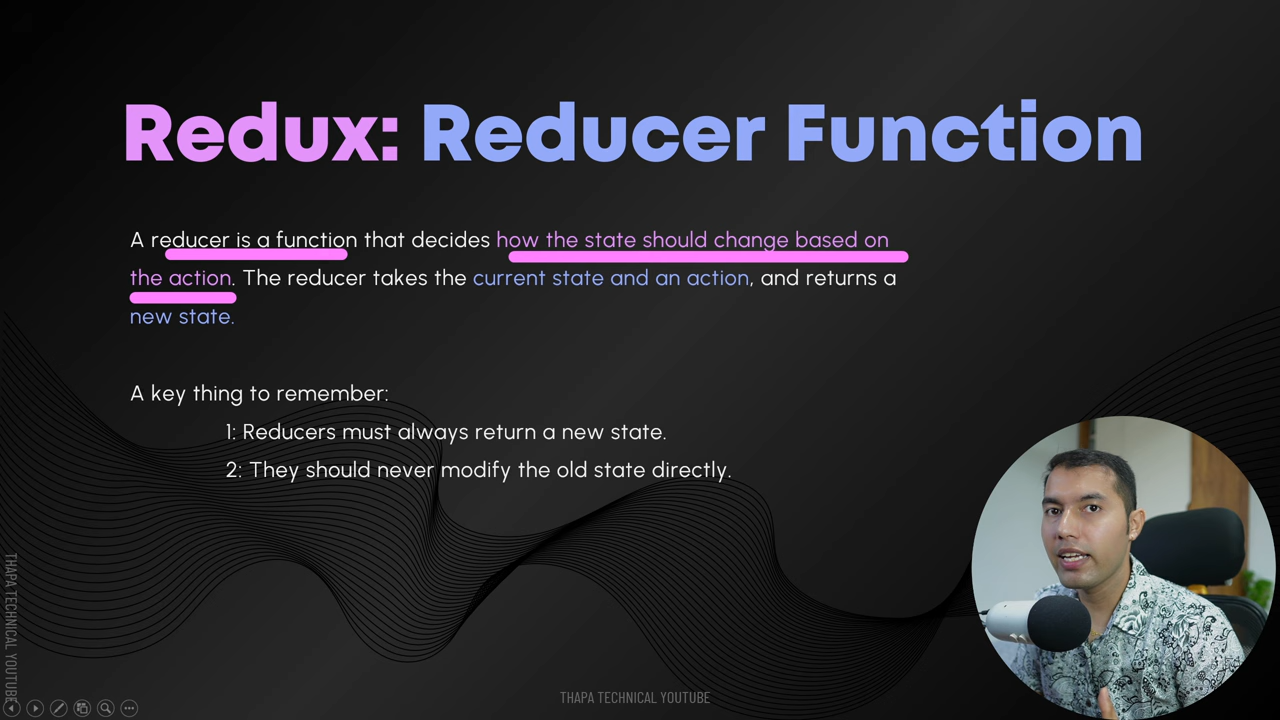 Redux: Reducer Function
A reducer is a function that decides how the state should change based on
the action. The reducer takes the current state and an action, and returns a
new state.
A key thing to remember:
1: Reducers must always return a new state.
2: They should never modify the old state directly.
THAPA TECHNICAL YOUTUBE
THAPA TECHNICAL YOUTUBE